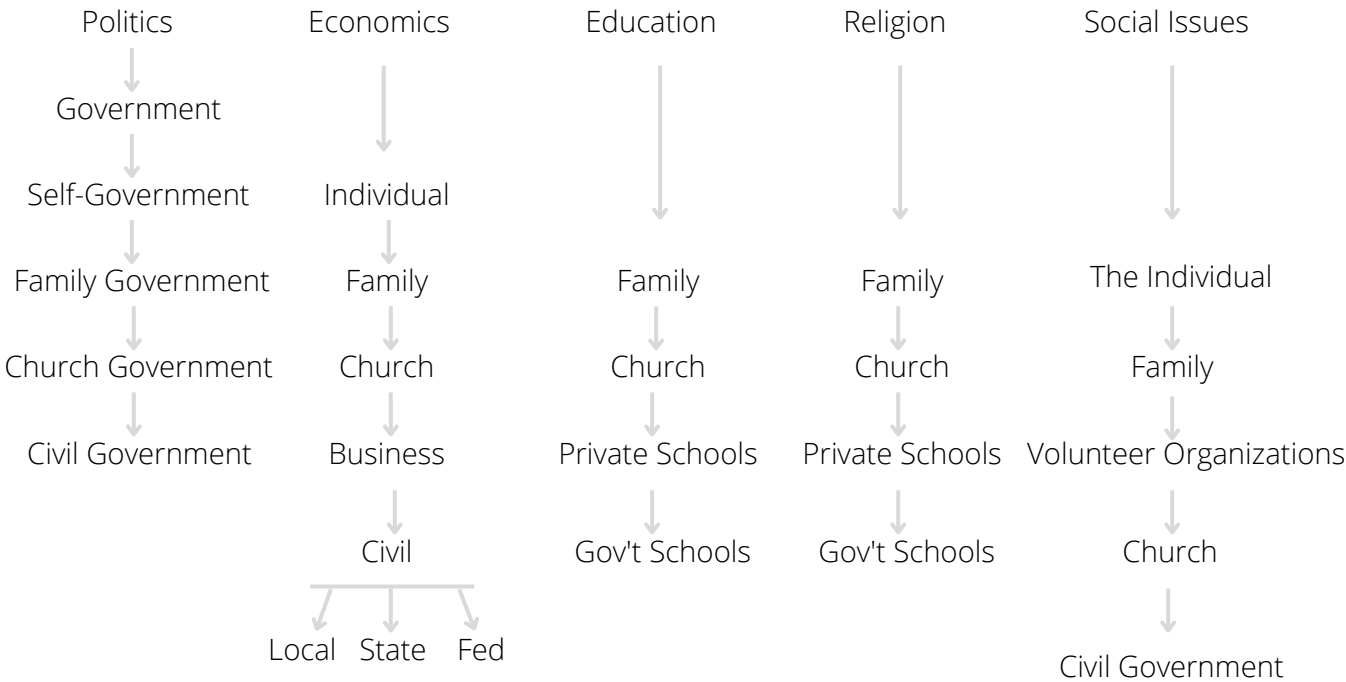 Politics
Economics
Education
Religion
Social Issues
Government
Self-Government
Individual
Family Government
Family
Family
Family
The Individual
Church Government
Church
Church
Church
Family
Civil Government
Business
Private Schools
Private Schools
Volunteer Organizations
Civil
Gov't Schools
Gov't Schools
Church
Local
State
Fed
Civil Government